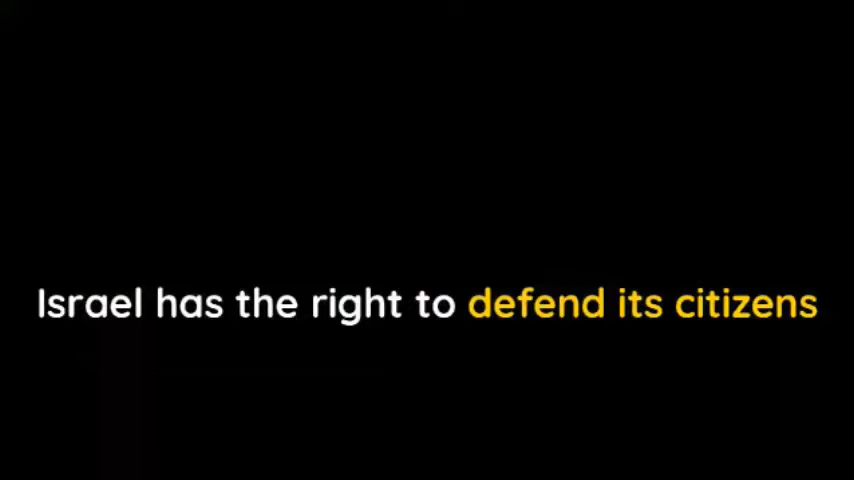 Israel has the right to defend its citizens